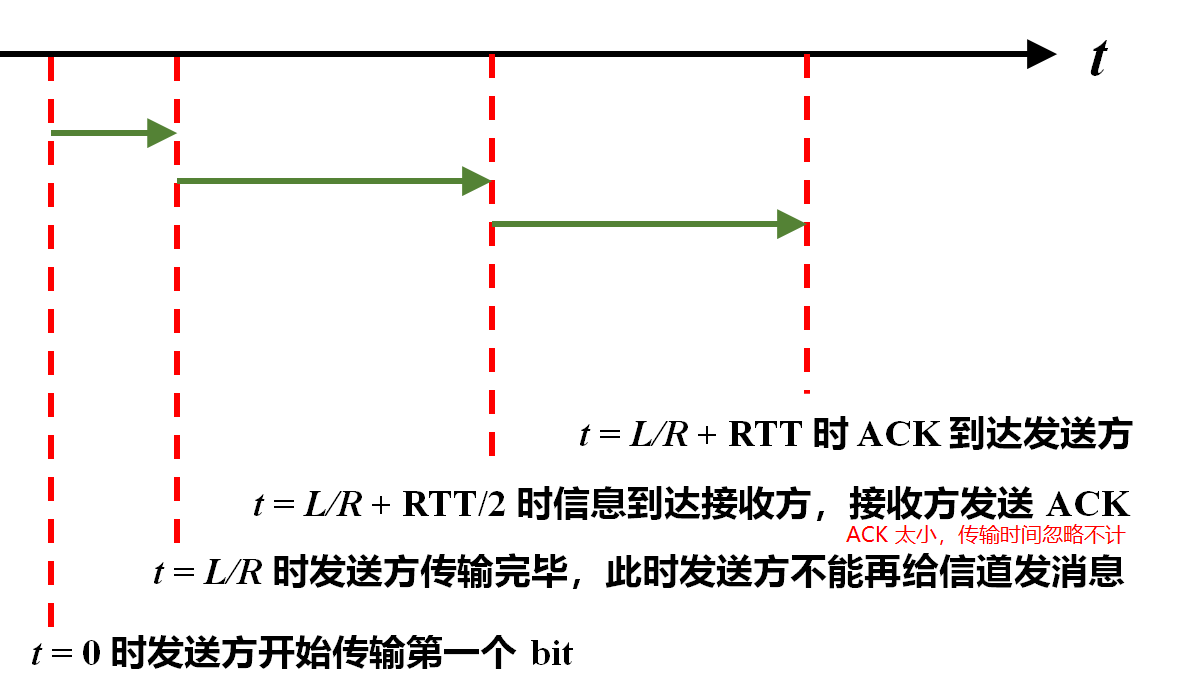 t
t = L/R + RTT 时 ACK 到达发送方
t = L/R + RTT/2 时信息到达接收方，接收方发送 ACK
ACK 太小，传输时间忽略不计
t = L/R 时发送方传输完毕，此时发送方不能再给信道发消息
t = 0 时发送方开始传输第一个 bit